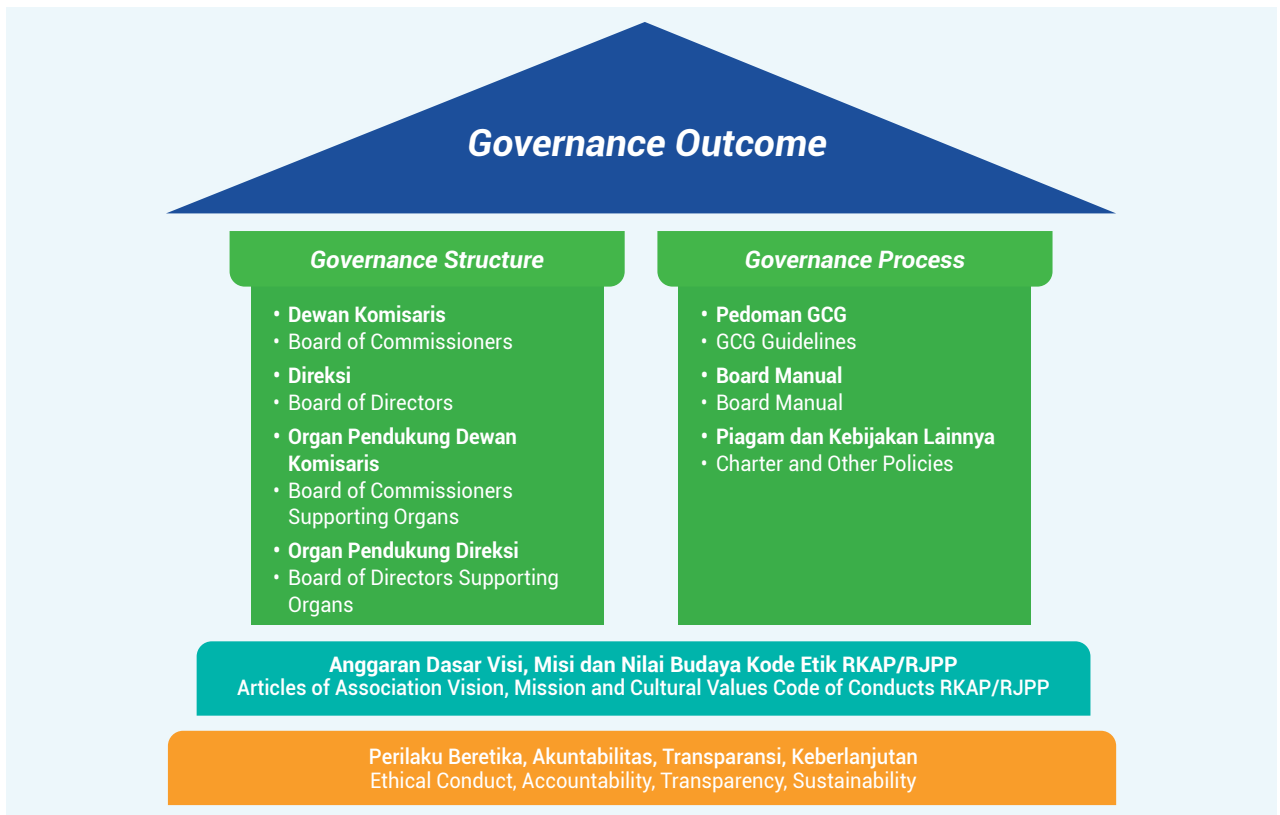 Governance Outcome
Governance Structure
• Dewan Komisaris
• Board of Commissioners
• Direksi
• Board of Directors
• Organ Pendukung Dewan
Komisaris
• Board of Commissioners
Supporting Organs
• Organ Pendukung Direksi
• Board of Directors Supporting
Organs
Governance Process
• Pedoman GCG
• GCG Guidelines
• Board Manual
• Board Manual
• Piagam dan Kebijakan Lainnya
• Charter and Other Policies
Anggaran Dasar Visi, Misi dan Nilai Budaya Kode Etik RKAP/RJPP
Articles of Association Vision, Mission and Cultural Values Code of Conducts RKAP/RJPP
Perilaku Beretika, Akuntabilitas, Transparansi, Keberlanjutan
Ethical Conduct, Accountability, Transparency, Sustainability